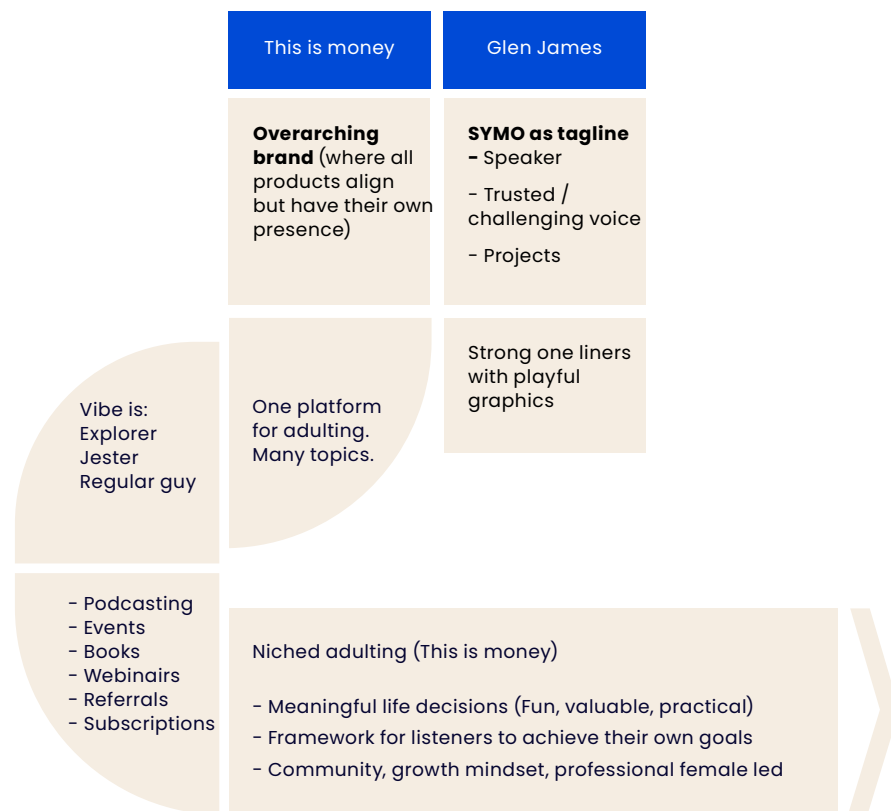 This is money
Glen James
Overarching
brand (where all
products align
but have their own
presence)
SYMO as tagline
- Speaker
- Trusted /
challenging voice
- Projects
Strong one liners
with playful
graphics
Vibe is:
Explorer
Jester
Regular guy
One platform
for adulting.
Many topics.
- Podcasting
- Events
- Books
- Webinairs
- Referrals
- Subscriptions
Niched adulting (This is money)
- Meaningful life decisions (Fun, valuable, practical)
- Framework for listeners to achieve their own goals
- Community, growth mindset, professional female led